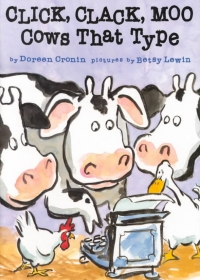 CLICK, CLACK, MOO
COWS THAT TYPE
by Doreen Cronin pictures by Betsy Lewin